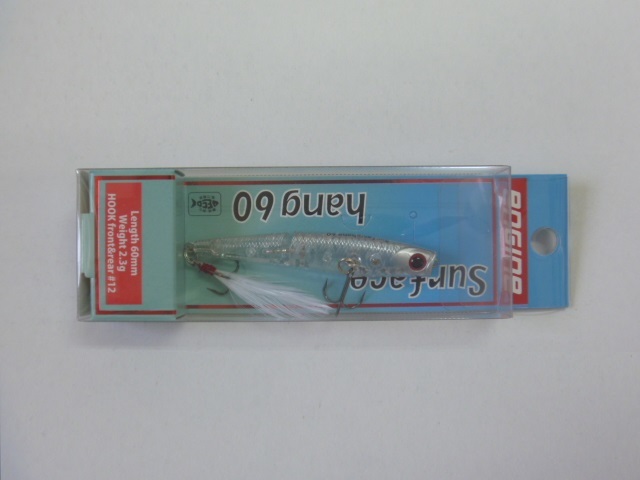 Surface
hang 60
Length 60mm
Weight 2.3g
HOOK front&rear #12